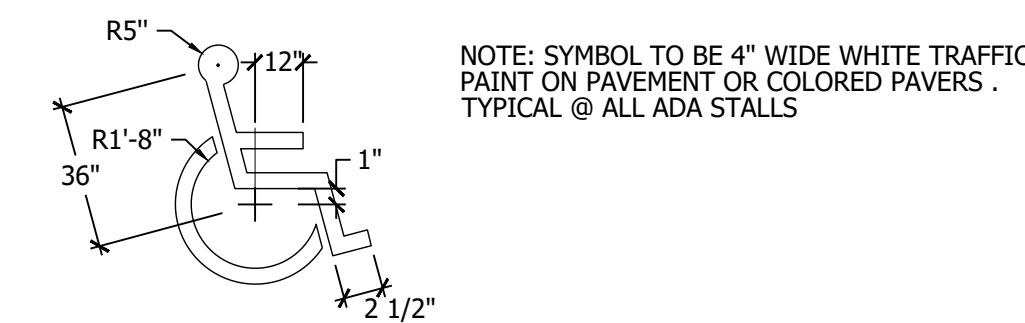 R5"
12"
NOTE: SYMBOL TO BE 4" WIDE WHITE TRAFFIC
PAINT ON PAVEMENT OR COLORED PAVERS .
TYPICAL @ ALL ADA STALLS
R1'-8"
1"
36"
2 1/2"